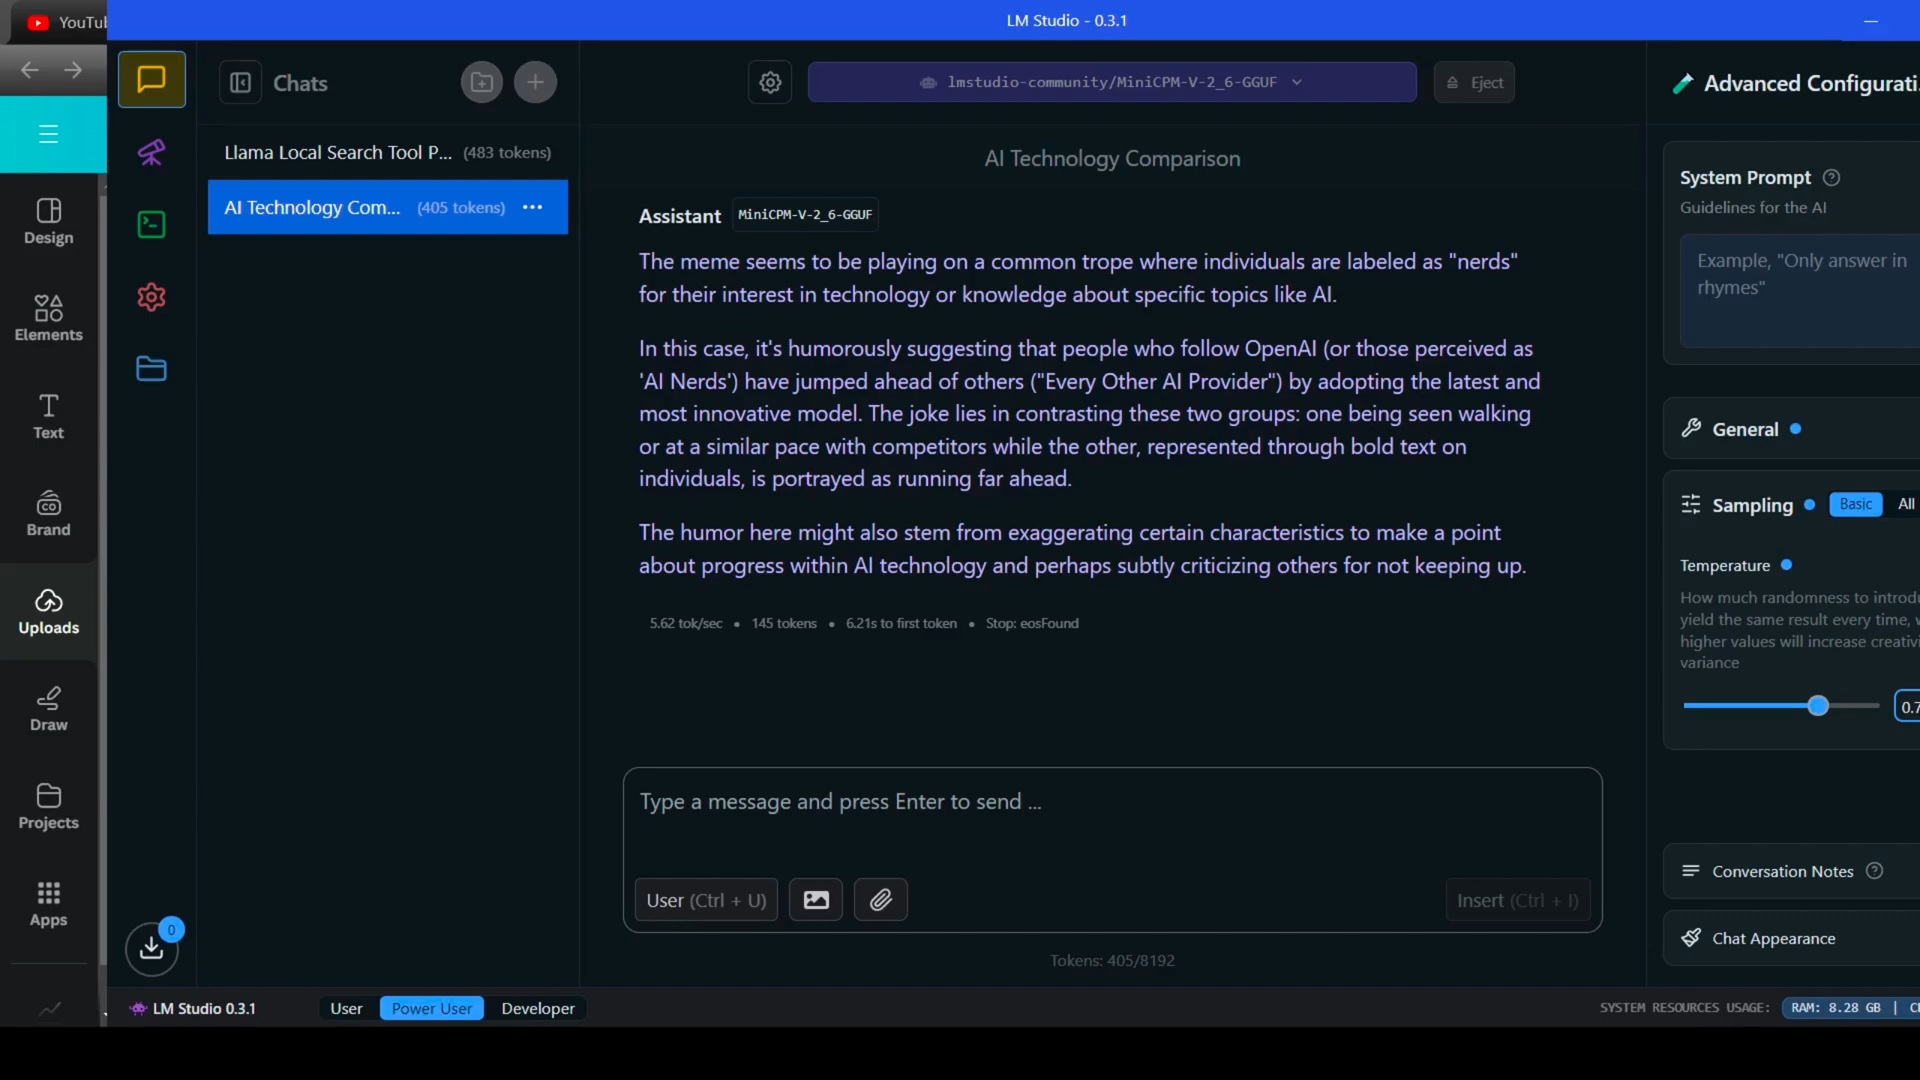 YouTu
LM Studio - 0.3.1
Design
Elements
Text
Brand
Uploads
Draw
Projects
Apps
Chats
Llama Local Search Tool P... (483 tokens)
AI Technology Com... (405 tokens)
lmstudio-community/MiniCPM-V-2_6-GGUF
Eject
AI Technology Comparison
Assistant MiniCPM-V-2_6-GGUF
The meme seems to be playing on a common trope where individuals are labeled as "nerds"
for their interest in technology or knowledge about specific topics like AI.
In this case, it's humorously suggesting that people who follow OpenAI (or those perceived as
'AI Nerds') have jumped ahead of others ("Every Other AI Provider") by adopting the latest and
most innovative model. The joke lies in contrasting these two groups: one being seen walking
or at a similar pace with competitors while the other, represented through bold text on
individuals, is portrayed as running far ahead.
The humor here might also stem from exaggerating certain characteristics to make a point
about progress within AI technology and perhaps subtly criticizing others for not keeping up.
5.62 tok/sec • 145 tokens • 6.21s to first token • Stop: eosFound
Type a message and press Enter to send ...
User (Ctrl + U)
Insert (Ctrl + I)
Tokens: 405/8192
Advanced Configurati
System Prompt
Guidelines for the AI
Example, "Only answer in
rhymes"
General
Sampling Basic All
Temperature
How much randomness to introdu
yield the same result every time, w
higher values will increase creativi
variance
0.7
Conversation Notes
Chat Appearance
0
LM Studio 0.3.1
User Power User Developer
SYSTEM RESOURCES USAGE: RAM: 8.28 GB | C